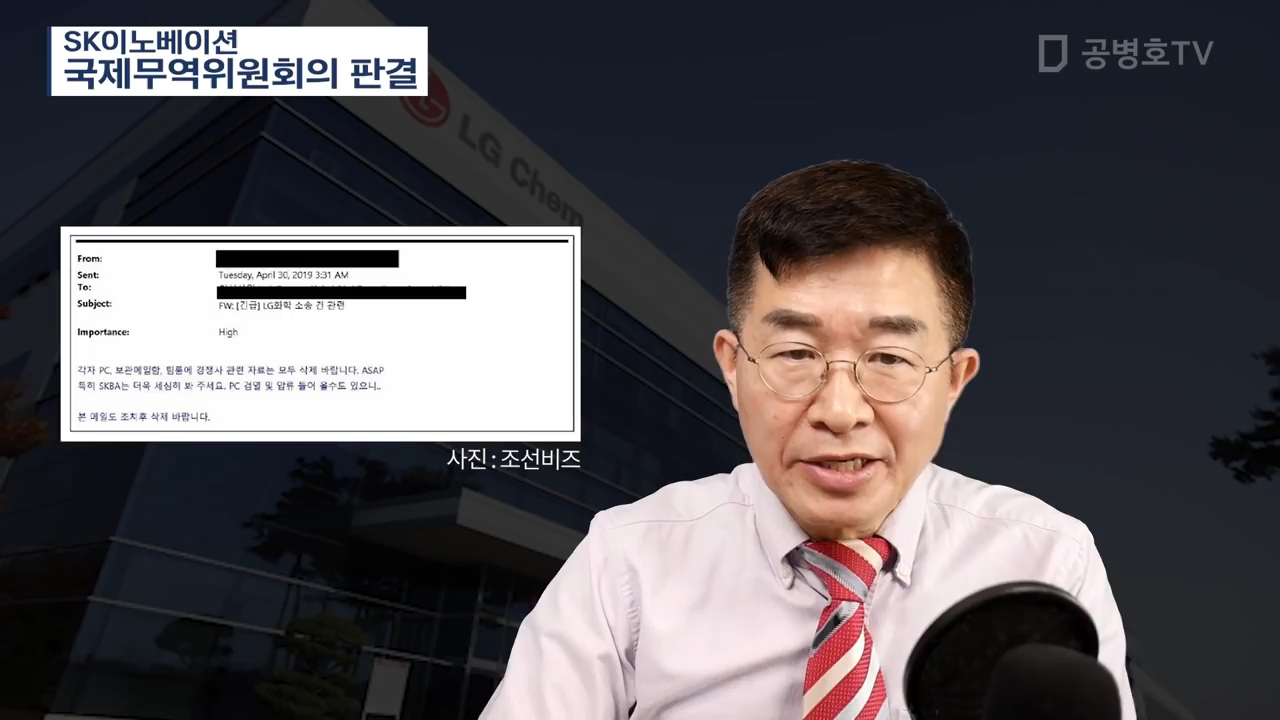 SK이노베이션
국제무역위원회의 판결
공병호TV
LG Chem
From:
Sent: Tuesday, April 30, 2019 3:31 AM
To:
Subject: FW: [긴급] LG화학 소송 건 관련
Importance: High
각자 PC, 보관메일함, 팀룸에 경쟁사 관련 자료는 모두 삭제 바랍니다. ASAP
특히 SKBA는 더욱 세심히 봐 주세요. PC 검열 및 압류 들어 올수도 있으니..
본 메일도 조치후 삭제 바랍니다.
사진 : 조선비즈